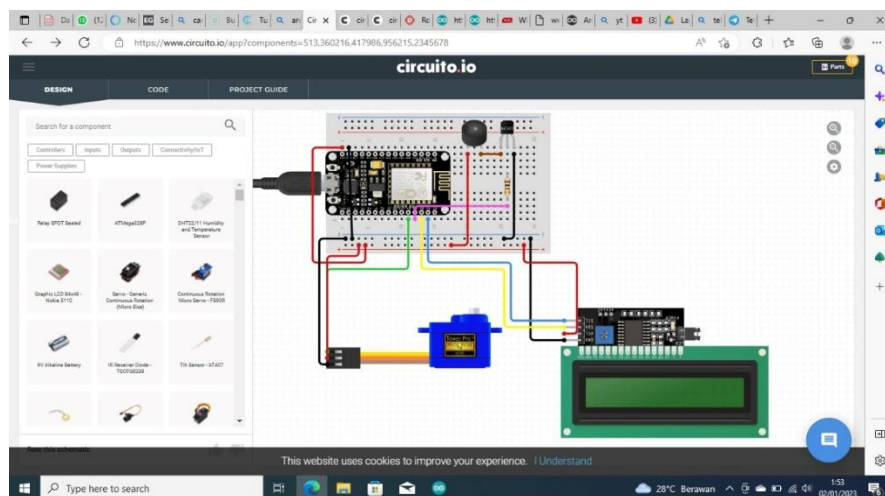 https://www.circuito.io/app?components=513,360216,417986,956215,2345678
circuito.io
Parts
10
DESIGN
CODE
PROJECT GUIDE
Search for a component
Controllers
Inputs
Outputs
Connectivity/IoT
Power Supplies
Relay SPDT Sealed
ATMega328P
DHT22/11 Humidity
and Temperature
Sensor
Graphic LCD 84x48 -
Nokia 5110
Servo - Generic
Continuous Rotation
(Micro Size)
Continuous Rotation
Micro Servo - FS90R
9V Alkaline Battery
IR Receiver Diode -
TSOP38238
Tilt Sensor - AT407
Rate this schematic
This website uses cookies to improve your experience. I Understand
Type here to search
28°C Berawan
1:53
02/01/2023